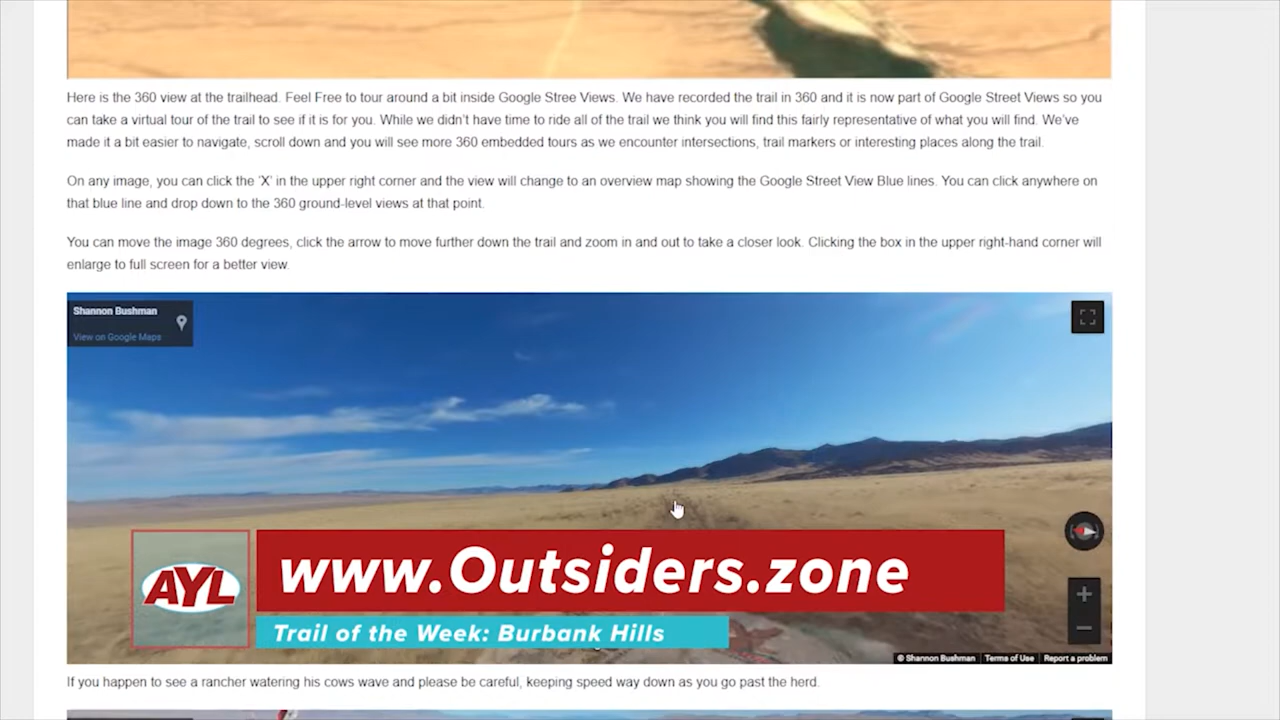 Here is the 360 view at the trailhead. Feel Free to tour around a bit inside Google Stree Views. We have recorded the trail in 360 and it is now part of Google Street Views so you
can take a virtual tour of the trail to see if it is for you. While we didn't have time to ride all of the trail we think you will find this fairly representative of what you will find. We've
made it a bit easier to navigate, scroll down and you will see more 360 embedded tours as we encounter intersections, trail markers or interesting places along the trail.
On any image, you can click the 'X' in the upper right corner and the view will change to an overview map showing the Google Street View Blue lines. You can click anywhere on
that blue line and drop down to the 360 ground-level views at that point.
You can move the image 360 degrees, click the arrow to move further down the trail and zoom in and out to take a closer look. Clicking the box in the upper right-hand corner will
enlarge to full screen for a better view.
Shannon Bushman
View on Google Maps
AYL
www.Outsiders.zone
Trail of the Week: Burbank Hills
© Shannon Bushman Terms of Use Report a problem
If you happen to see a rancher watering his cows wave and please be careful, keeping speed way down as you go past the herd.